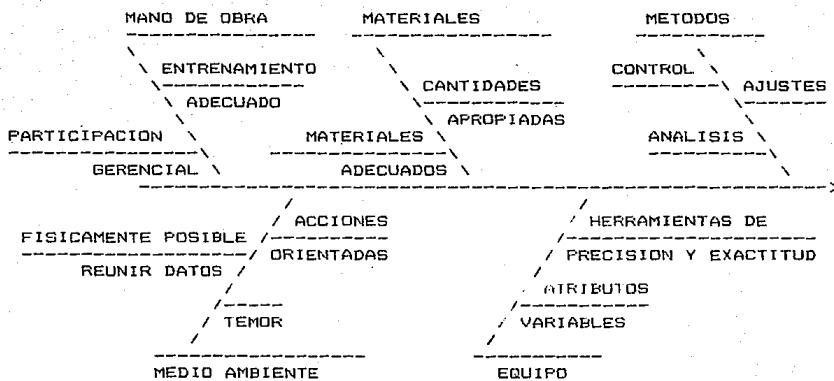 MANO DE OBRA MATERIALES METODOS
ENTRENAMIENTO CONTROL
CANTIDADES AJUSTES
ADECUADO
APROPIADAS
PARTICIPACION MATERIALES ANALISIS
GERENCIAL ADECUADOS
ACCIONES HERRAMIENTAS DE
FISICAMENTE POSIBLE
ORIENTADAS PRECISION Y EXACTITUD
REUNIR DATOS
ATRIBUTOS
TEMOR VARIABLES
MEDIO AMBIENTE EQUIPO